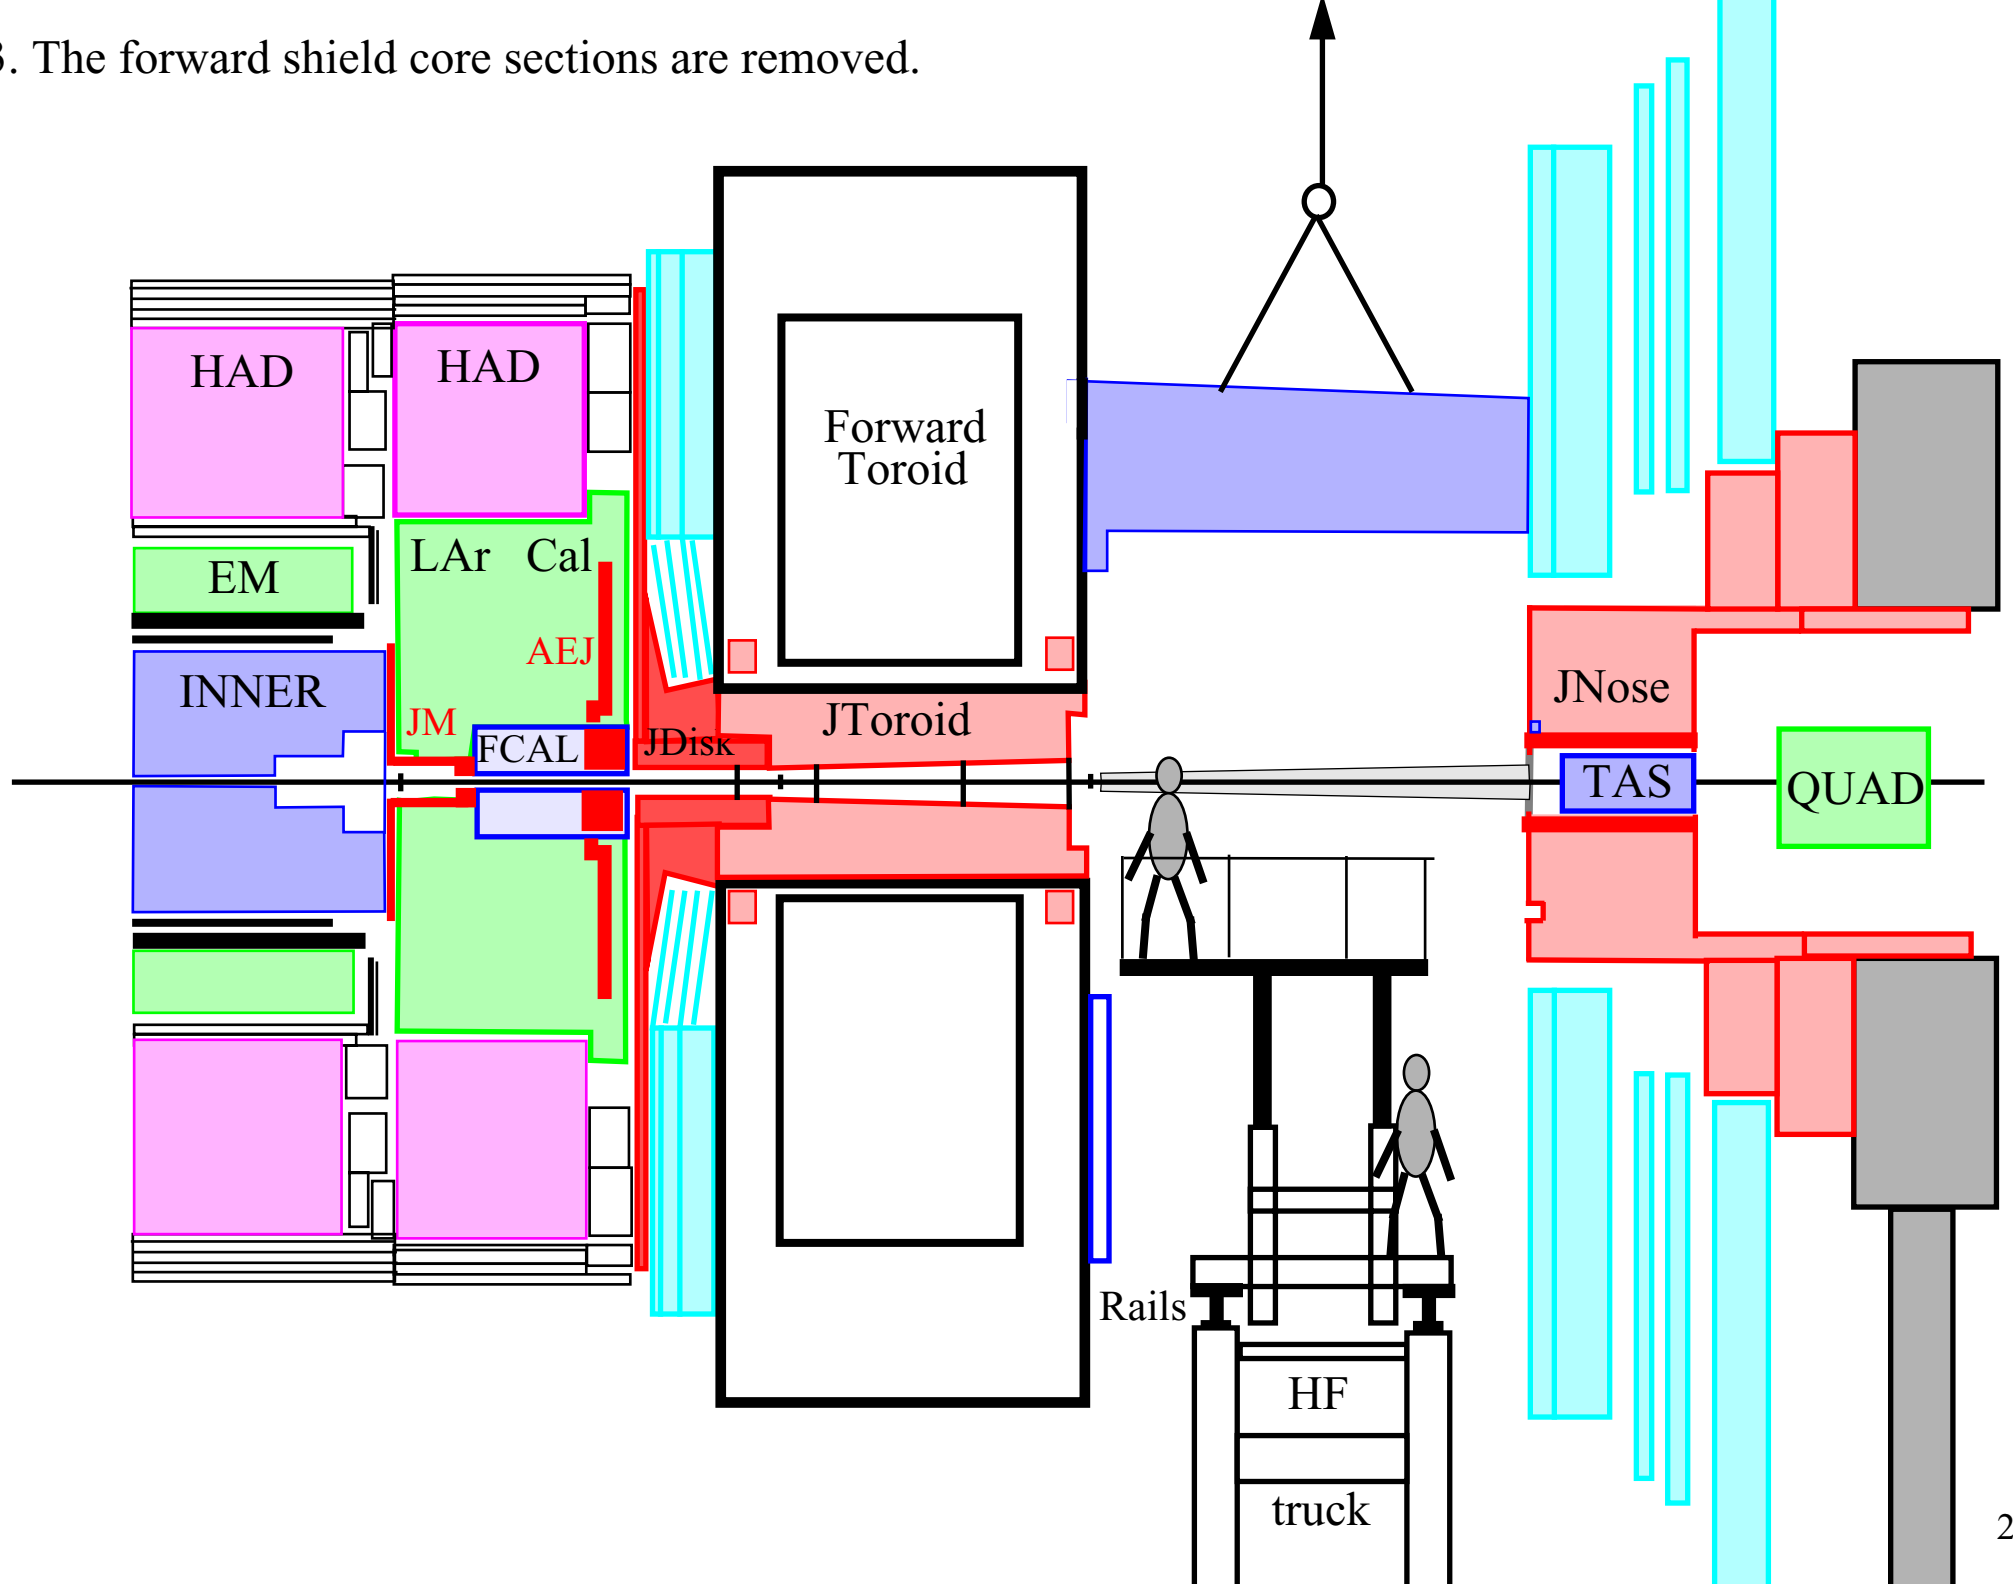 3. The forward shield core sections are removed.
HAD
HAD
Forward
Toroid
LAr Cal
EM
AEJ
INNER
JM
FCAL
JDisk
JToroid
JNose
TAS
QUAD
Rails
HF
truck
2